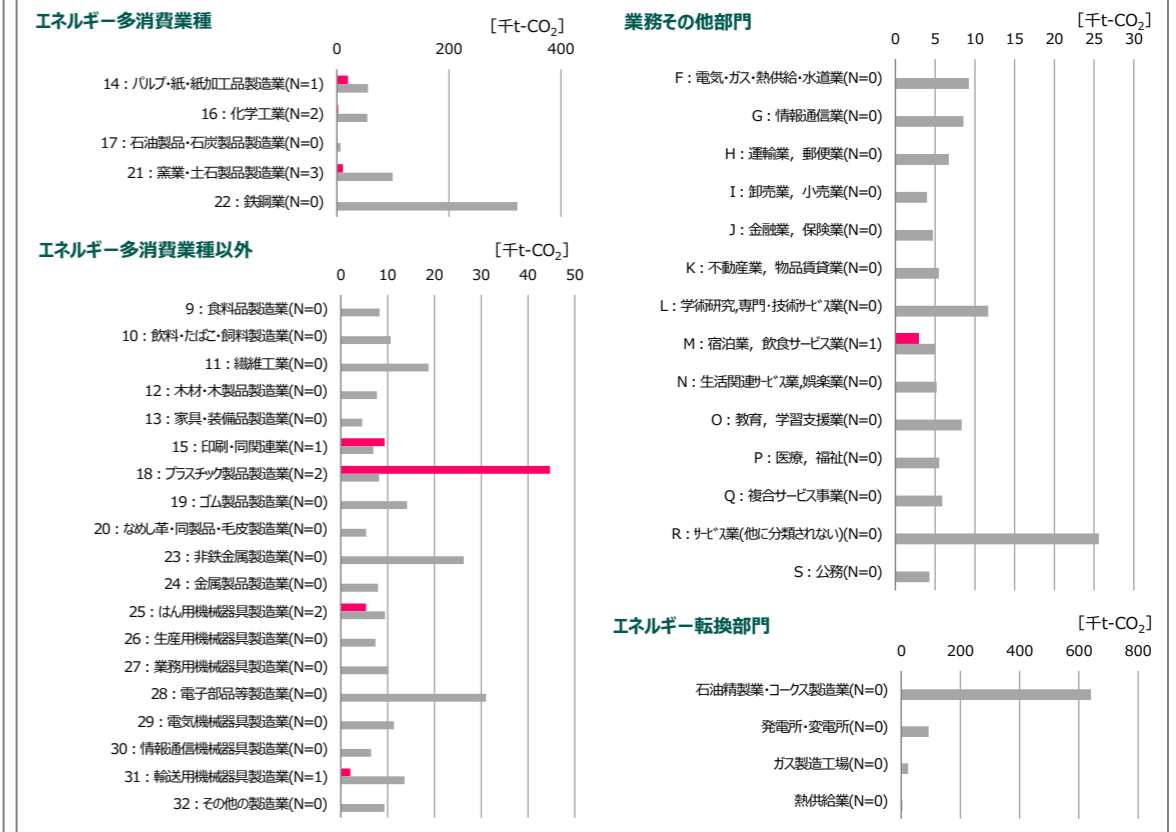 エネルギー多消費業種
[千t-CO₂]
0 200 400
14：パルプ・紙・紙加工品製造業(N=1)
16：化学工業(N=2)
17：石油製品・石炭製品製造業(N=0)
21：窯業・土石製品製造業(N=3)
22：鉄鋼業(N=0)
エネルギー多消費業種以外
[千t-CO₂]
0 10 20 30 40 50
9：食料品製造業(N=0)
10：飲料・たばこ・飼料製造業(N=0)
11：繊維工業(N=0)
12：木材・木製品製造業(N=0)
13：家具・装備品製造業(N=0)
15：印刷・同関連業(N=1)
18：プラスチック製品製造業(N=2)
19：ゴム製品製造業(N=0)
20：なめし革・同製品・毛皮製造業(N=0)
23：非鉄金属製造業(N=0)
24：金属製品製造業(N=0)
25：はん用機械器具製造業(N=2)
26：生産用機械器具製造業(N=0)
27：業務用機械器具製造業(N=0)
28：電子部品等製造業(N=0)
29：電気機械器具製造業(N=0)
30：情報通信機械器具製造業(N=0)
31：輸送用機械器具製造業(N=1)
32：その他の製造業(N=0)
業務その他部門
[千t-CO₂]
0 5 10 15 20 25 30
F：電気・ガス・熱供給・水道業(N=0)
G：情報通信業(N=0)
H：運輸業，郵便業(N=0)
I：卸売業，小売業(N=0)
J：金融業，保険業(N=0)
K：不動産業，物品賃貸業(N=0)
L：学術研究,専門・技術ｻｰﾋﾞｽ業(N=0)
M：宿泊業，飲食サービス業(N=1)
N：生活関連ｻｰﾋﾞｽ業,娯楽業(N=0)
O：教育，学習支援業(N=0)
P：医療，福祉(N=0)
Q：複合サービス事業(N=0)
R：ｻｰﾋﾞｽ業(他に分類されない)(N=0)
S：公務(N=0)
エネルギー転換部門
[千t-CO₂]
0 200 400 600 800
石油精製業・コークス製造業(N=0)
発電所・変電所(N=0)
ガス製造工場(N=0)
熱供給業(N=0)